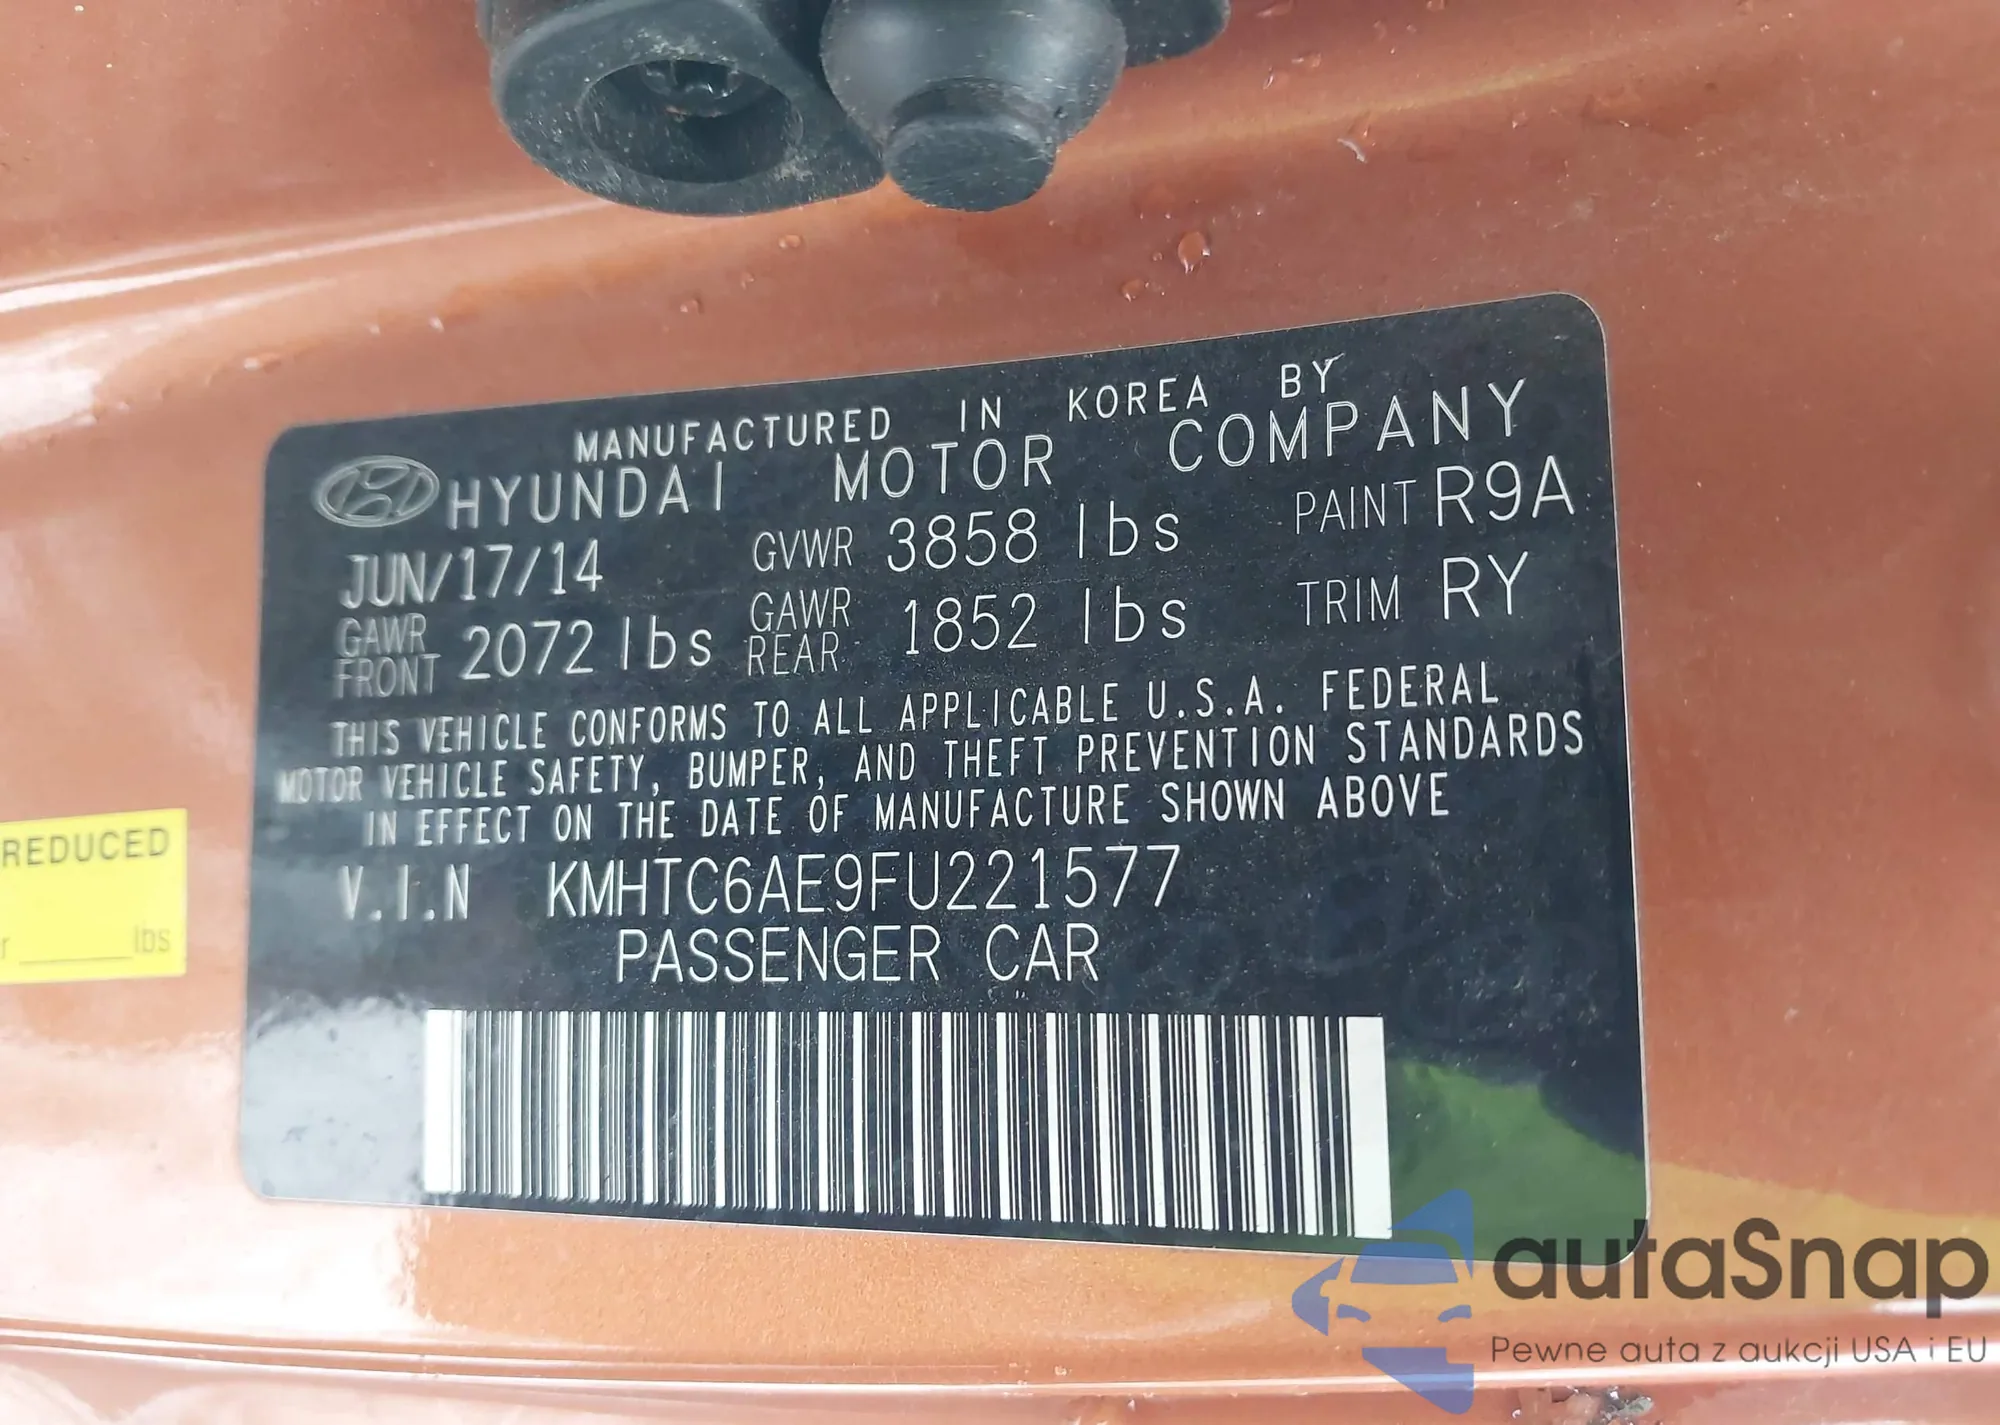 MANUFACTURED IN KOREA BY
HYUNDAI MOTOR COMPANY
JUN/17/14 GVWR 3858 lbs PAINT R9A
GAWR FRONT 2072 lbs GAWR REAR 1852 lbs TRIM RY
THIS VEHICLE CONFORMS TO ALL APPLICABLE U.S.A. FEDERAL
MOTOR VEHICLE SAFETY, BUMPER, AND THEFT PREVENTION STANDARDS
IN EFFECT ON THE DATE OF MANUFACTURE SHOWN ABOVE
V.I.N KMHTC6AE9FU221577
PASSENGER CAR
REDUCED
lbs
autaSnap
Pewne auta z aukcji USA i EU